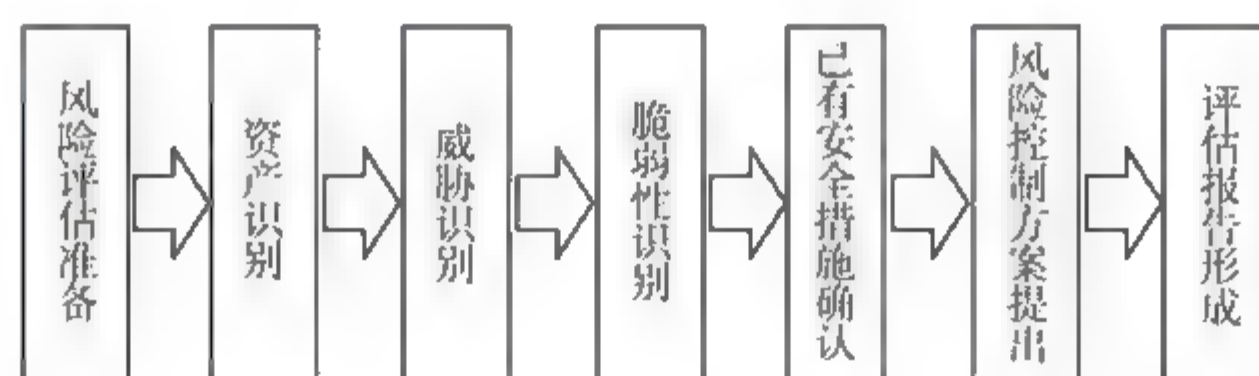 风险评估准备
资产识别
威胁识别
脆弱性识别
已有安全措施确认
风险控制方案提出
评估报告形成